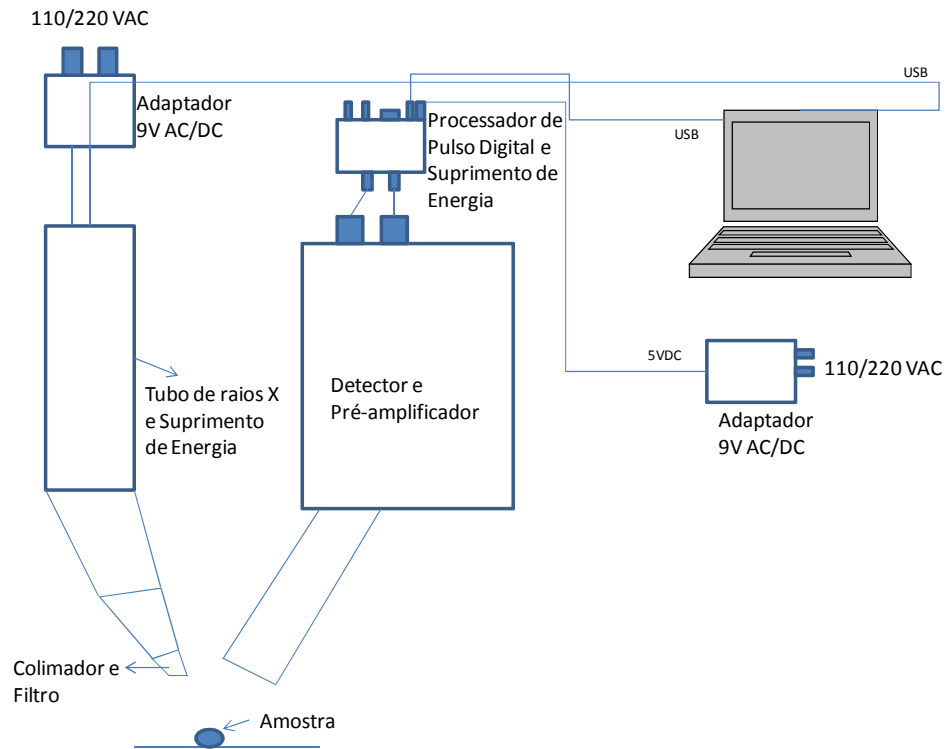 110/220 VAC
Adaptador
9V AC/DC
USB
Processador de
Pulso Digital e
Suprimento de
Energia
USB
Tubo de raios X
e Suprimento
de Energia
Detector e
Pré-amplificador
5VDC
110/220 VAC
Adaptador
9V AC/DC
Colimador e
Filtro
Amostra